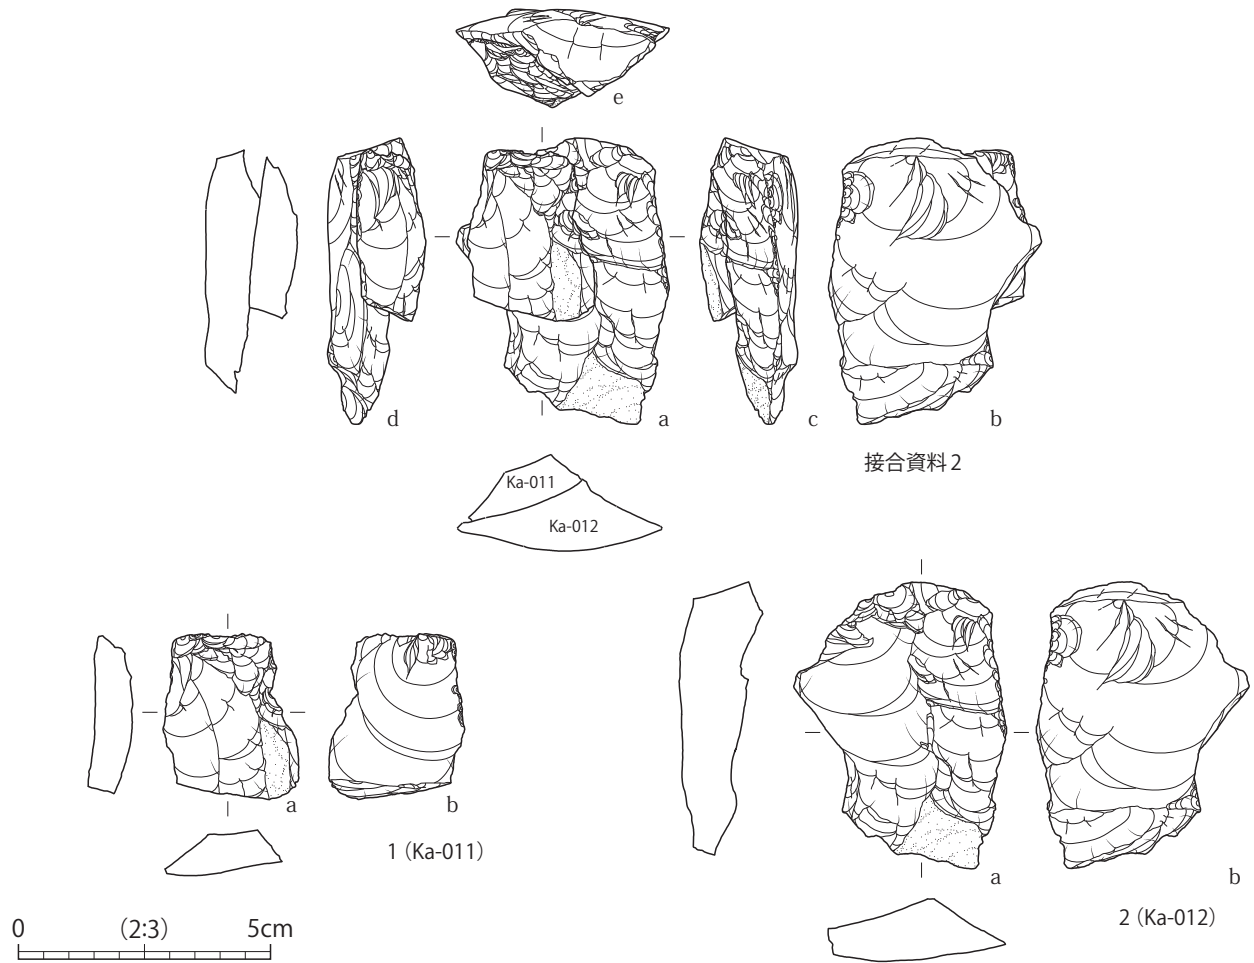 e
d
a
c
b
接合資料2
Ka-011
Ka-012
a
b
1（Ka-011）
a
b
2（Ka-012）
0 （2:3） 5cm